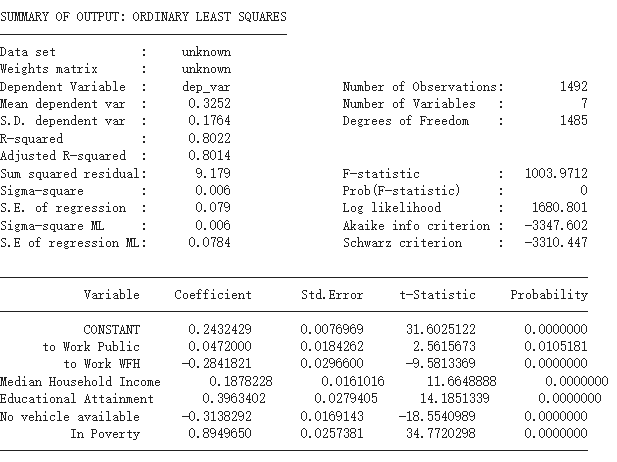 SUMMARY OF OUTPUT: ORDINARY LEAST SQUARES
Data set : unknown
Weights matrix : unknown
Dependent Variable : dep_var Number of Observations: 1492
Mean dependent var : 0.3252 Number of Variables : 7
S.D. dependent var : 0.1764 Degrees of Freedom : 1485
R-squared : 0.8022
Adjusted R-squared : 0.8014
Sum squared residual: 9.179 F-statistic : 1003.9712
Sigma-square : 0.006 Prob(F-statistic) : 0
S.E. of regression : 0.079 Log likelihood : 1680.801
Sigma-square ML : 0.006 Akaike info criterion : -3347.602
S.E of regression ML: 0.0784 Schwarz criterion : -3310.447
Variable Coefficient Std.Error t-Statistic Probability
CONSTANT 0.2432429 0.0076969 31.6025122 0.0000000
to Work Public 0.0472000 0.0184262 2.5615673 0.0105181
to Work WFH -0.2841821 0.0296600 -9.5813369 0.0000000
Median Household Income 0.1878228 0.0161016 11.6648888 0.0000000
Educational Attainment 0.3963402 0.0279405 14.1851339 0.0000000
No vehicle available -0.3138292 0.0169143 -18.5540989 0.0000000
In Poverty 0.8949650 0.0257381 34.7720298 0.0000000